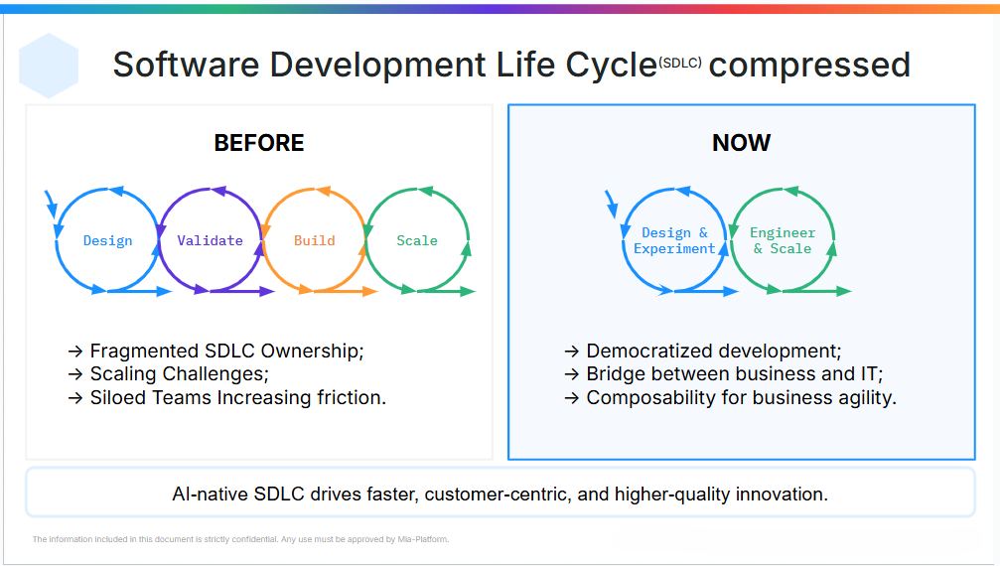 Software Development Life Cycle(SDLC) compressed
BEFORE
Design
Validate
Build
Scale
→ Fragmented SDLC Ownership;
→ Scaling Challenges;
→ Siloed Teams Increasing friction.
NOW
Design &
Experiment
Engineer
& Scale
→ Democratized development;
→ Bridge between business and IT;
→ Composability for business agility.
AI-native SDLC drives faster, customer-centric, and higher-quality innovation.
The information included in this document is strictly confidential. Any use must be approved by Mia-Platform.